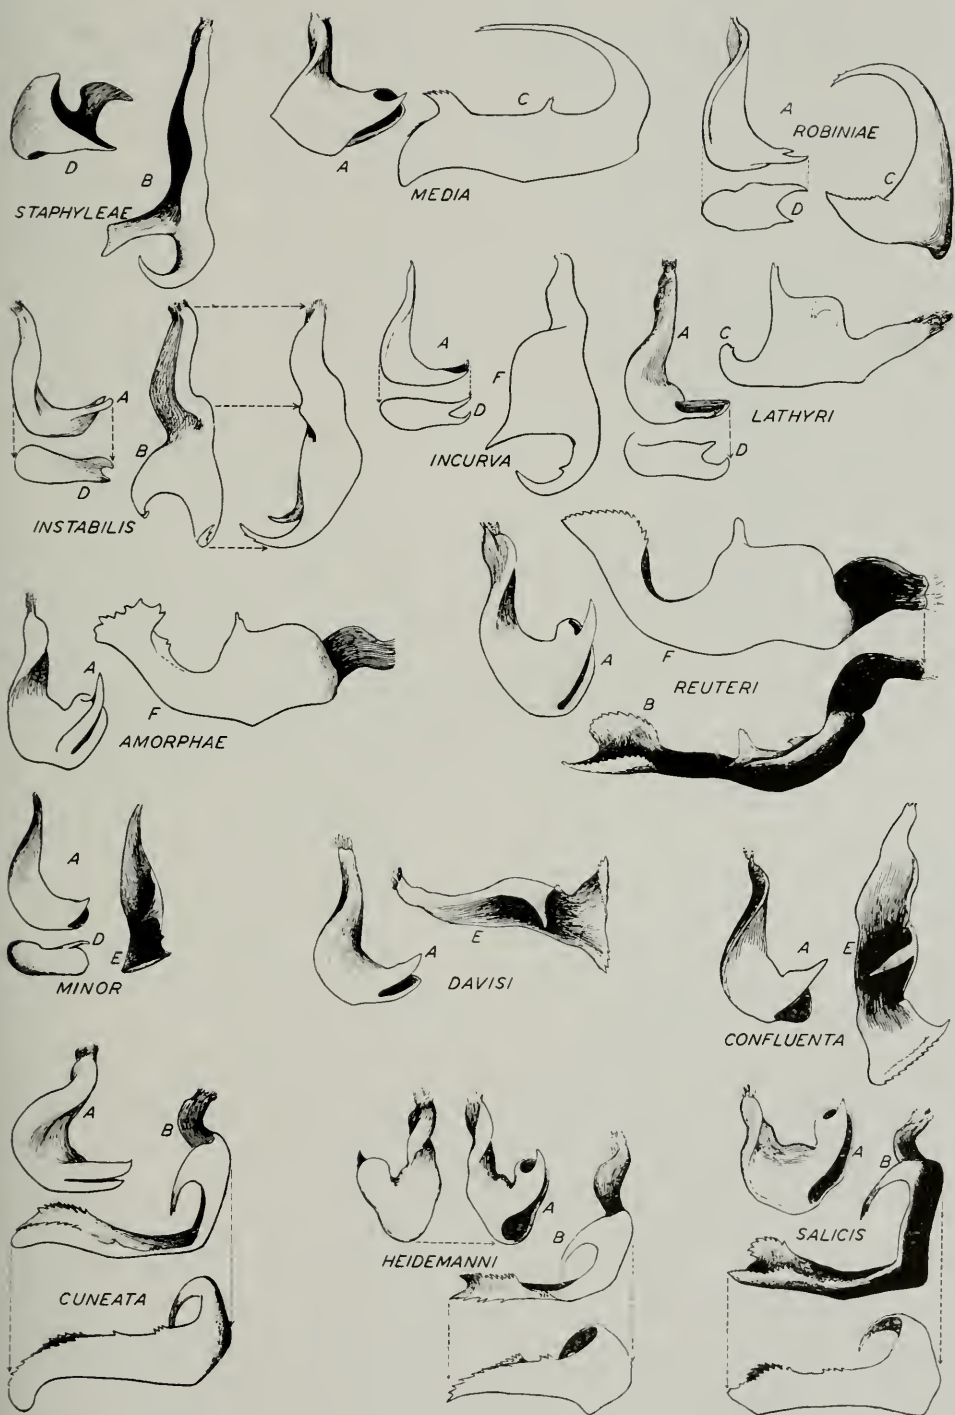 D
STAPHYLEAE
B
A
C
MEDIA
A
ROBINIAE
C
D
A
D
INSTABILIS
B
A
D
INCURVA
F
A
C
LATHYRI
D
A
F
AMORPHAE
A
F
REUTERI
B
A
D
E
MINOR
A
E
DAVISI
A
E
CONFLUENTA
A
B
CUNEATA
A
B
HEIDEMANNI
A
B
SALICIS